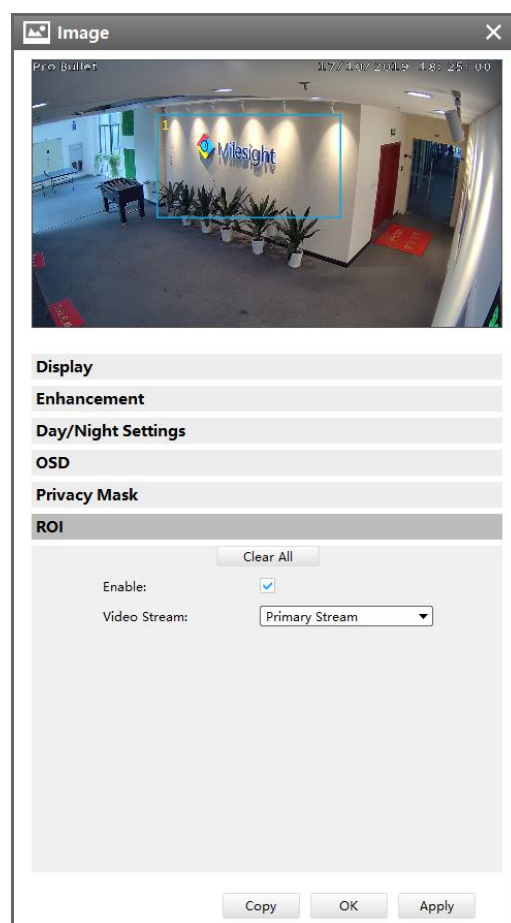 Image
Pro Bullet 17/10/2019 18:25:00
1
Milesight
Display
Enhancement
Day/Night Settings
OSD
Privacy Mask
ROI
Clear All
Enable:
Video Stream: Primary Stream
Copy OK Apply